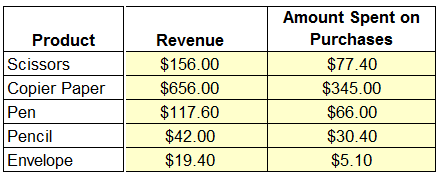 Product Revenue Amount Spent on Purchases
Scissors $156.00 $77.40
Copier Paper $656.00 $345.00
Pen $117.60 $66.00
Pencil $42.00 $30.40
Envelope $19.40 $5.10